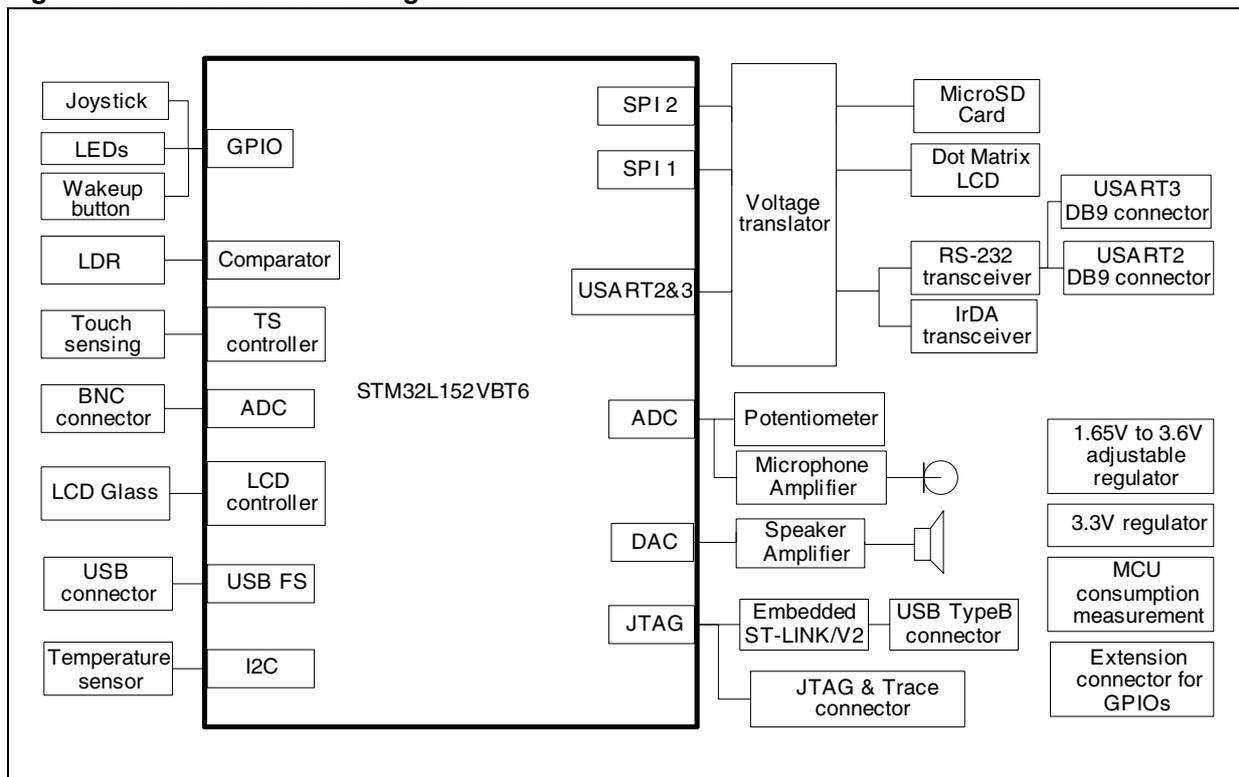 Joystick
LEDs
Wakeup
button
LDR
Touch
sensing
BNC
connector
LCD Glass
USB
connector
Temperature
sensor
GPIO
Comparator
TS
controller
ADC
LCD
controller
USB FS
I2C
STM32L152VBT6
SPI 2
SPI 1
USART2&3
ADC
DAC
JTAG
Voltage
translator
MicroSD
Card
Dot Matrix
LCD
RS-232
transceiver
IrDA
transceiver
USART3
DB9 connector
USART2
DB9 connector
Potentiometer
Microphone
Amplifier
Speaker
Amplifier
Embedded
ST-LINK/V2
USB TypeB
connector
JTAG & Trace
connector
1.65V to 3.6V
adjustable
regulator
3.3V regulator
MCU
consumption
measurement
Extension
connector for
GPIOs